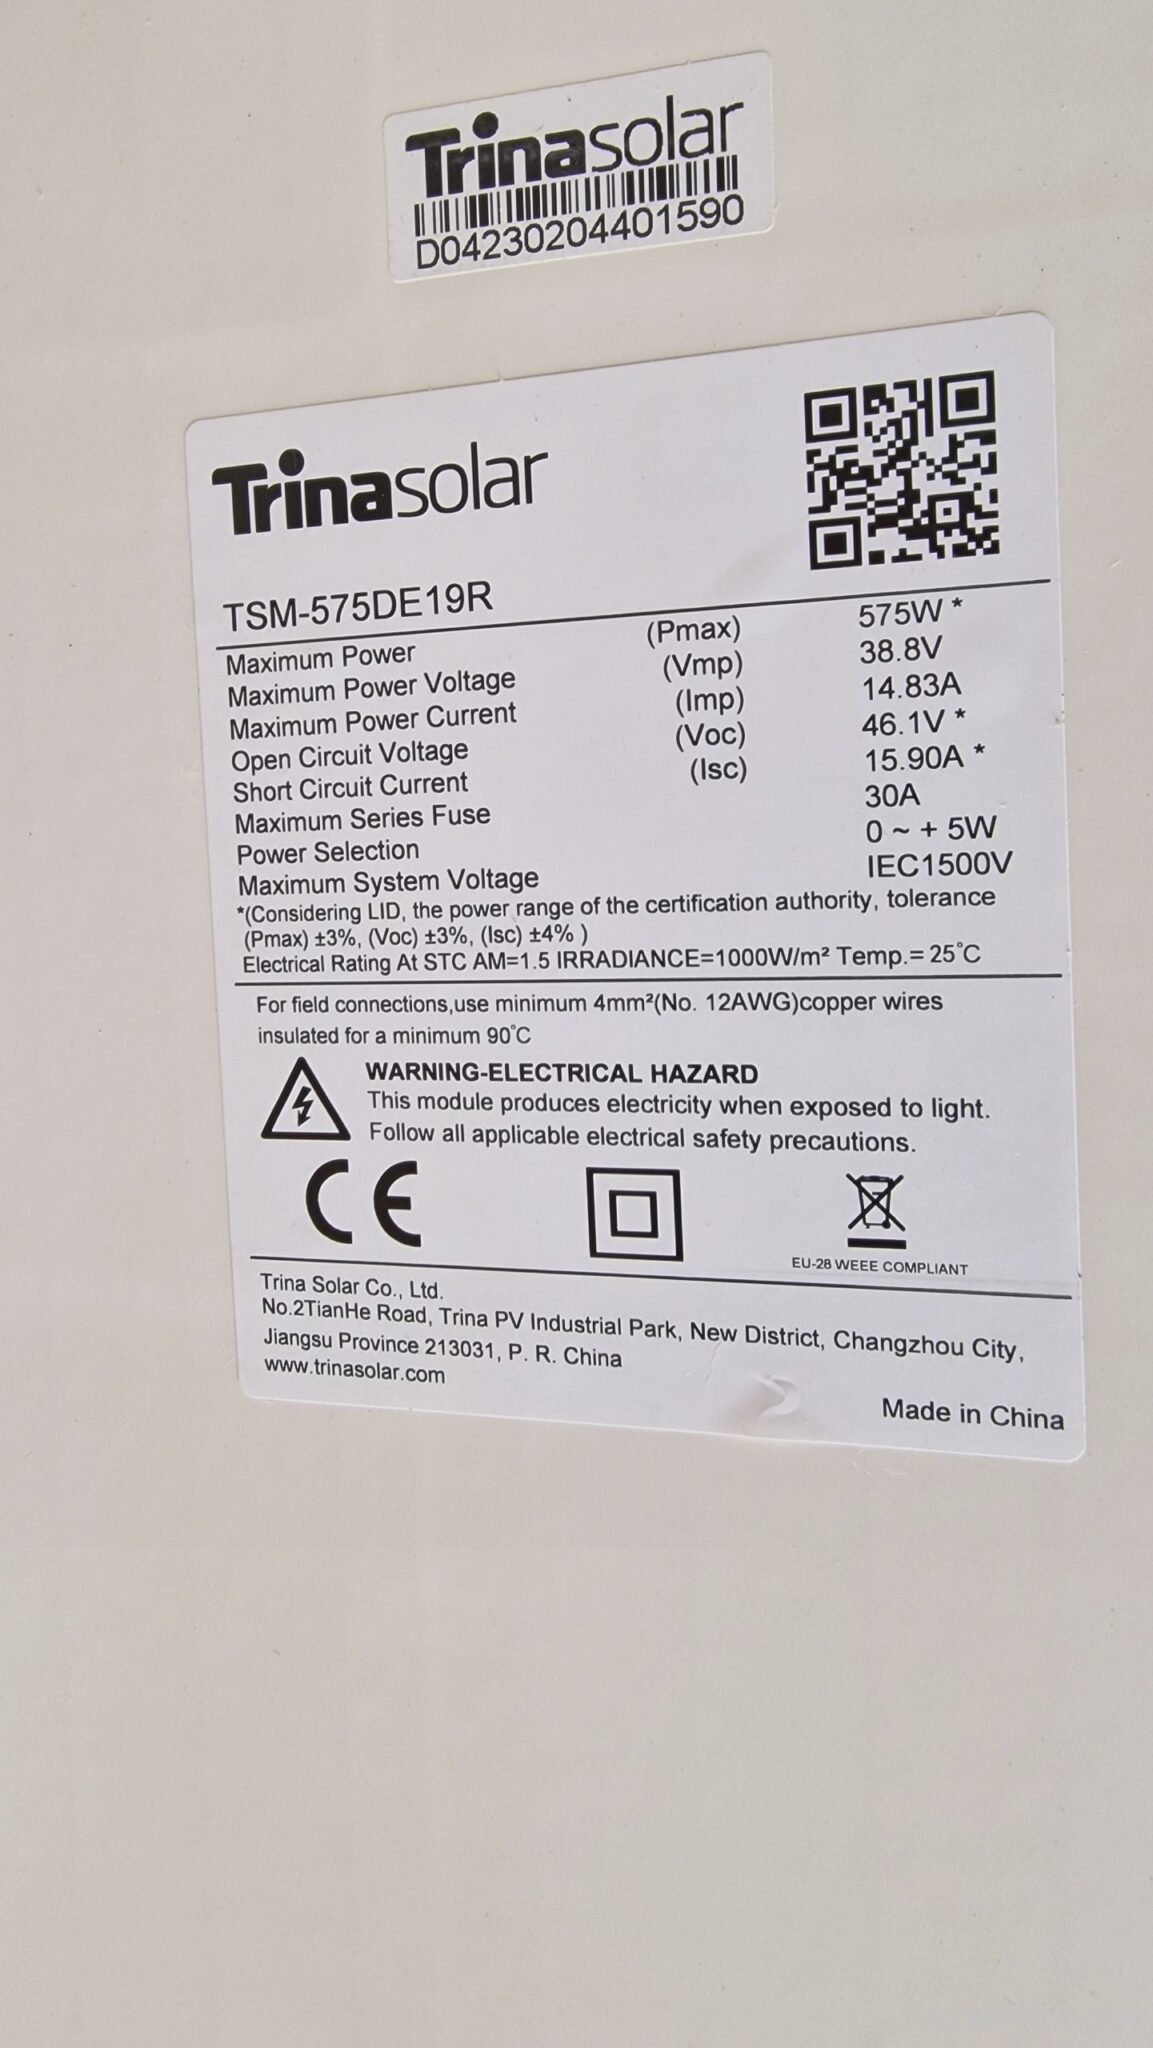 Trinasolar
D04230204401590
Trinasolar
TSM-575DE19R
Maximum Power (Pmax) 575W *
Maximum Power Voltage (Vmp) 38.8V
Maximum Power Current (Imp) 14.83A
Open Circuit Voltage (Voc) 46.1V *
Short Circuit Current (Isc) 15.90A *
Maximum Series Fuse 30A
Power Selection 0 ~ + 5W
Maximum System Voltage IEC1500V
*(Considering LID, the power range of the certification authority, tolerance
(Pmax) ±3%, (Voc) ±3%, (Isc) ±4% )
Electrical Rating At STC AM=1.5 IRRADIANCE=1000W/m² Temp.= 25°C
For field connections,use minimum 4mm²(No. 12AWG)copper wires
insulated for a minimum 90°C
WARNING-ELECTRICAL HAZARD
This module produces electricity when exposed to light.
Follow all applicable electrical safety precautions.
CE
EU-28 WEEE COMPLIANT
Trina Solar Co., Ltd.
No.2TianHe Road, Trina PV Industrial Park, New District, Changzhou City,
Jiangsu Province 213031, P. R. China
www.trinasolar.com
Made in China